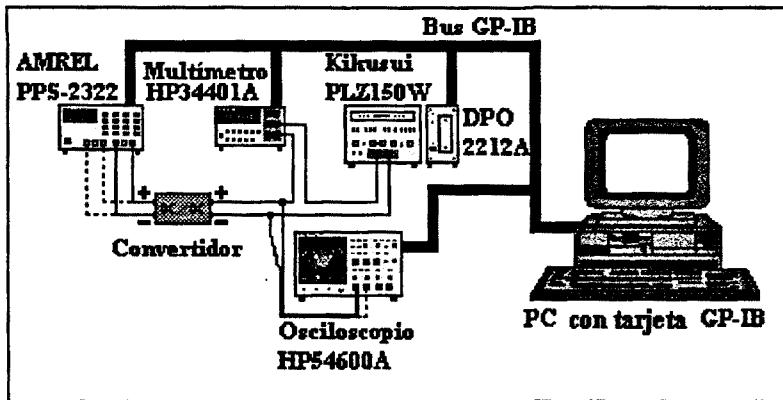 Bus GP-IB
AMREL
PPS-2322
Multímetro
HP34401A
Kikusui
PLZ150W
DPO
2212A
+ +
- -
Convertidor
Osciloscopio
HP54600A
PC con tarjeta GP-IB